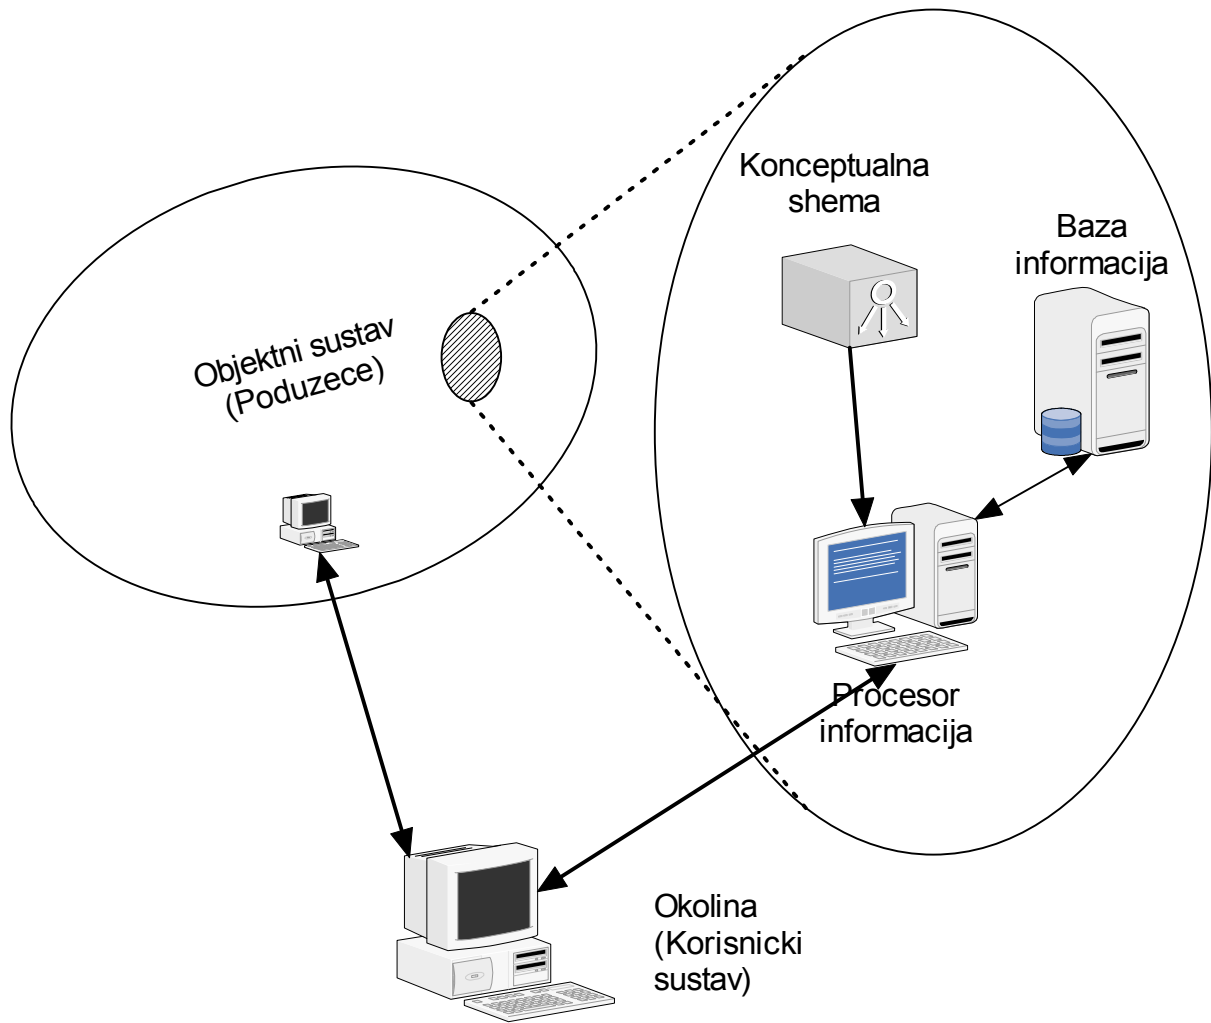 Konceptualna
shema
Baza
informacija
Objektni sustav
(Poduzece)
Procesor
informacija
Okolina
(Korisnicki
sustav)